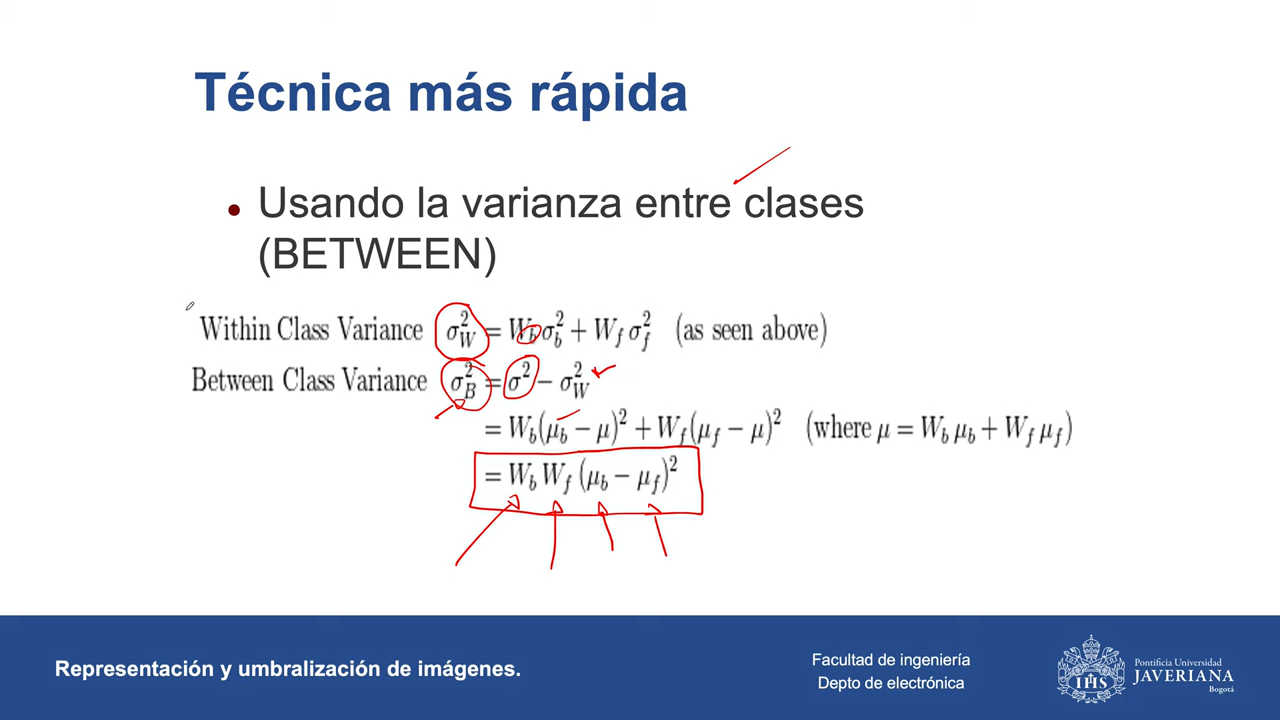 Técnica más rápida
• Usando la varianza entre clases
(BETWEEN)
Within Class Variance σ²_W = W_b σ²_b + W_f σ²_f (as seen above)
Between Class Variance σ²_B = σ² − σ²_W
= W_b(μ_b − μ)² + W_f(μ_f − μ)² (where μ = W_b μ_b + W_f μ_f)
= W_b W_f (μ_b − μ_f)²
Representación y umbralización de imágenes.
Facultad de ingeniería
Depto de electrónica
IHS
Pontificia Universidad
JAVERIANA
Bogotá